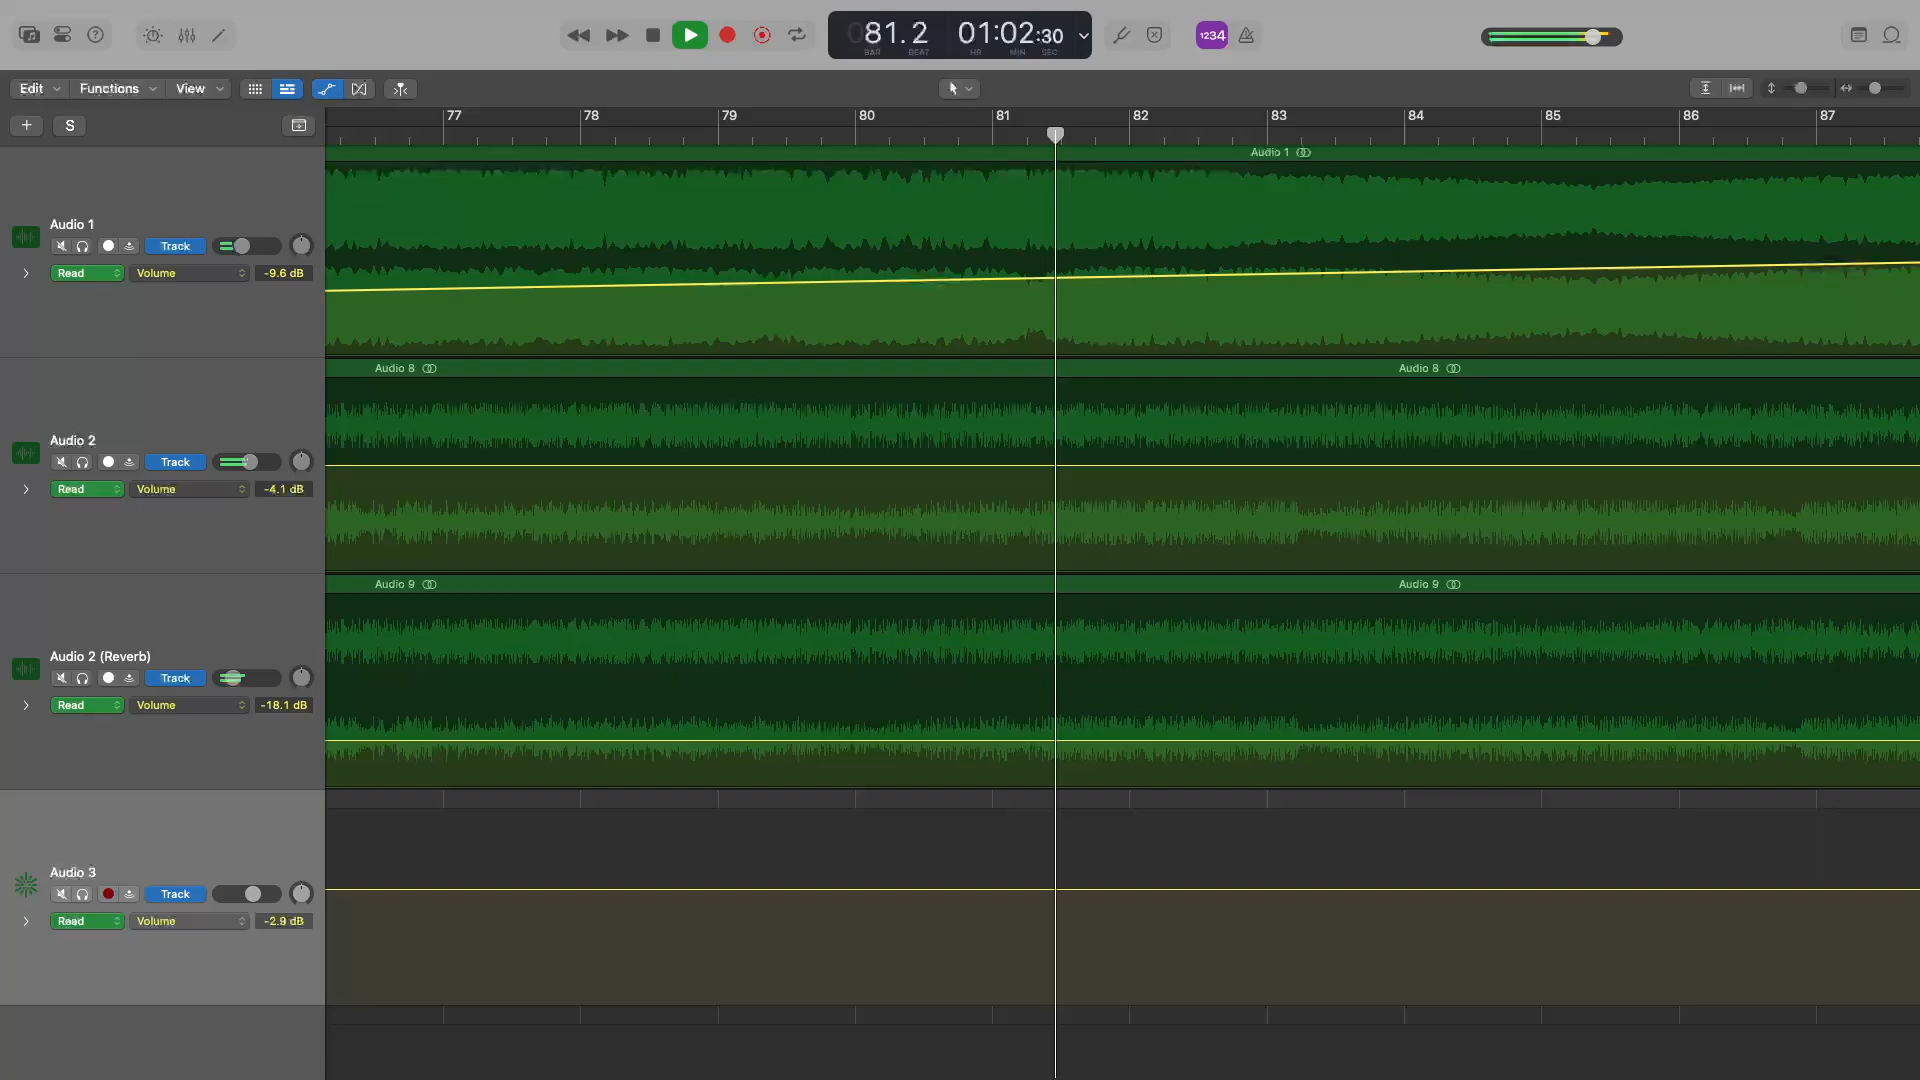 081.2 01:02:30
BAR BEAT HR MIN SEC
1234
Edit Functions View
S
77 78 79 80 81 82 83 84 85 86 87
Audio 1
Audio 1
Track
Read Volume -9.6 dB
Audio 8 Audio 8
Audio 2
Track
Read Volume -4.1 dB
Audio 9 Audio 9
Audio 2 (Reverb)
Track
Read Volume -18.1 dB
Audio 3
Track
Read Volume -2.9 dB